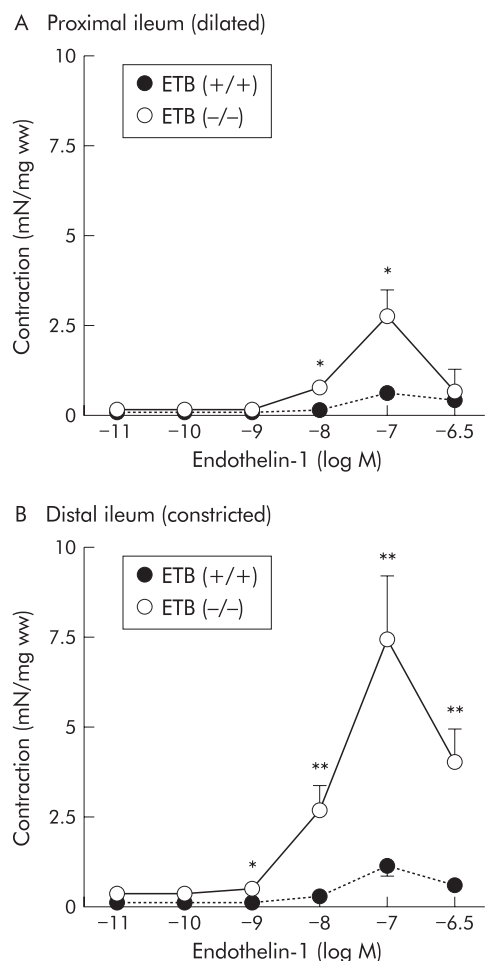 A Proximal ileum (dilated)
10
7.5
5
2.5
0
Contraction (mN/mg ww)
ETB (+/+)
ETB (−/−)
*
*
−11 −10 −9 −8 −7 −6.5
Endothelin-1 (log M)
B Distal ileum (constricted)
10
7.5
5
2.5
0
Contraction (mN/mg ww)
ETB (+/+)
ETB (−/−)
*
**
**
**
−11 −10 −9 −8 −7 −6.5
Endothelin-1 (log M)